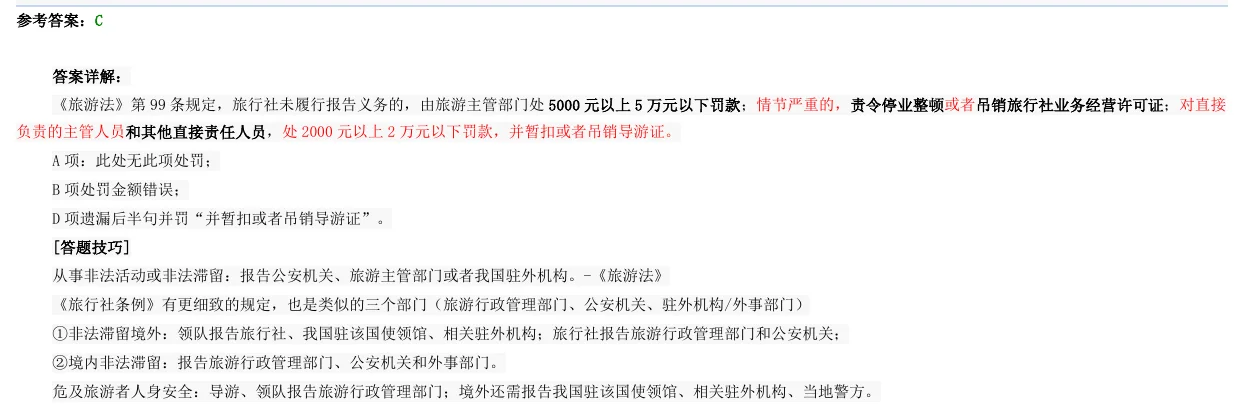 参考答案：C
答案详解：
《旅游法》第 99 条规定，旅行社未履行报告义务的，由旅游主管部门处 5000 元以上 5 万元以下罚款；情节严重的，责令停业整顿或者吊销旅行社业务经营许可证；对直接
负责的主管人员和其他直接责任人员，处 2000 元以上 2 万元以下罚款，并暂扣或者吊销导游证。
A 项：此处无此项处罚；
B 项处罚金额错误；
D 项遗漏后半句并罚“并暂扣或者吊销导游证”。
[答题技巧]
从事非法活动或非法滞留：报告公安机关、旅游主管部门或者我国驻外机构。-《旅游法》
《旅行社条例》有更细致的规定，也是类似的三个部门（旅游行政管理部门、公安机关、驻外机构/外事部门）
①非法滞留境外：领队报告旅行社、我国驻该国使领馆、相关驻外机构；旅行社报告旅游行政管理部门和公安机关；
②境内非法滞留：报告旅游行政管理部门、公安机关和外事部门。
危及旅游者人身安全：导游、领队报告旅游行政管理部门；境外还需报告我国驻该国使领馆、相关驻外机构、当地警方。